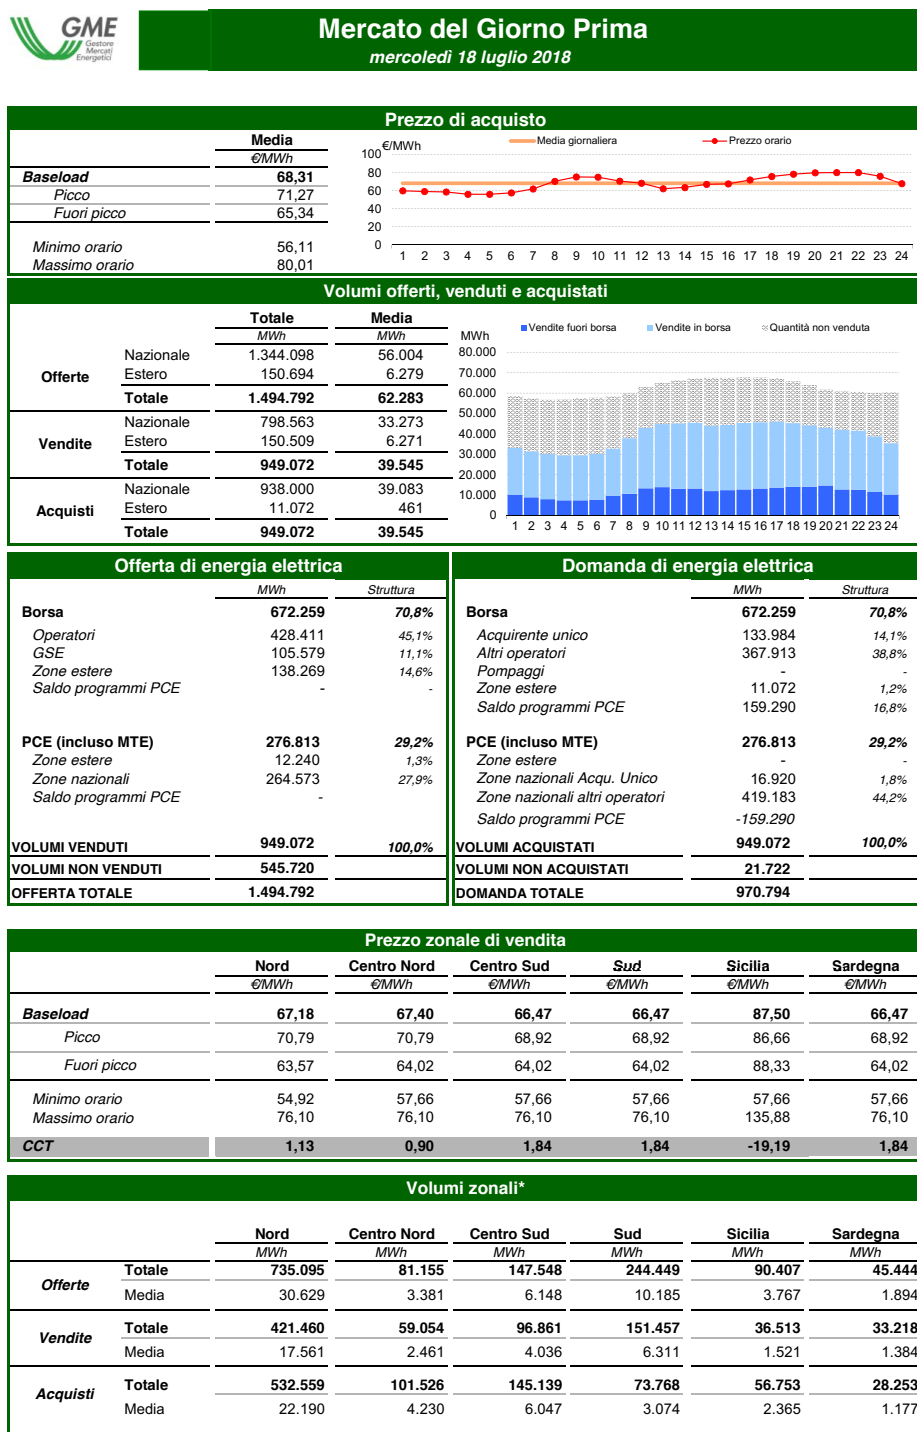 GME
Gestore
Mercati
Energetici
Mercato del Giorno Prima
mercoledì 18 luglio 2018
Prezzo di acquisto
Media
€/MWh
Baseload 68,31
Picco 71,27
Fuori picco 65,34
Minimo orario 56,11
Massimo orario 80,01
€/MWh Media giornaliera Prezzo orario
100
80
60
40
20
0
1 2 3 4 5 6 7 8 9 10 11 12 13 14 15 16 17 18 19 20 21 22 23 24
Volumi offerti, venduti e acquistati
Totale Media
MWh MWh
Offerte
Nazionale 1.344.098 56.004
Estero 150.694 6.279
Totale 1.494.792 62.283
Vendite
Nazionale 798.563 33.273
Estero 150.509 6.271
Totale 949.072 39.545
Acquisti
Nazionale 938.000 39.083
Estero 11.072 461
Totale 949.072 39.545
MWh Vendite fuori borsa Vendite in borsa Quantità non venduta
80.000
70.000
60.000
50.000
40.000
30.000
20.000
10.000
0
1 2 3 4 5 6 7 8 9 10 11 12 13 14 15 16 17 18 19 20 21 22 23 24
Offerta di energia elettrica
MWh Struttura
Borsa 672.259 70,8%
Operatori 428.411 45,1%
GSE 105.579 11,1%
Zone estere 138.269 14,6%
Saldo programmi PCE - -
PCE (incluso MTE) 276.813 29,2%
Zone estere 12.240 1,3%
Zone nazionali 264.573 27,9%
Saldo programmi PCE -
VOLUMI VENDUTI 949.072 100,0%
VOLUMI NON VENDUTI 545.720
OFFERTA TOTALE 1.494.792
Domanda di energia elettrica
MWh Struttura
Borsa 672.259 70,8%
Acquirente unico 133.984 14,1%
Altri operatori 367.913 38,8%
Pompaggi - -
Zone estere 11.072 1,2%
Saldo programmi PCE 159.290 16,8%
PCE (incluso MTE) 276.813 29,2%
Zone estere - -
Zone nazionali Acqu. Unico 16.920 1,8%
Zone nazionali altri operatori 419.183 44,2%
Saldo programmi PCE -159.290
VOLUMI ACQUISTATI 949.072 100,0%
VOLUMI NON ACQUISTATI 21.722
DOMANDA TOTALE 970.794
Prezzo zonale di vendita
Nord Centro Nord Centro Sud Sud Sicilia Sardegna
€/MWh €/MWh €/MWh €/MWh €/MWh €/MWh
Baseload 67,18 67,40 66,47 66,47 87,50 66,47
Picco 70,79 70,79 68,92 68,92 86,66 68,92
Fuori picco 63,57 64,02 64,02 64,02 88,33 64,02
Minimo orario 54,92 57,66 57,66 57,66 57,66 57,66
Massimo orario 76,10 76,10 76,10 76,10 135,88 76,10
CCT 1,13 0,90 1,84 1,84 -19,19 1,84
Volumi zonali*
Nord Centro Nord Centro Sud Sud Sicilia Sardegna
MWh MWh MWh MWh MWh MWh
Offerte
Totale 735.095 81.155 147.548 244.449 90.407 45.444
Media 30.629 3.381 6.148 10.185 3.767 1.894
Vendite
Totale 421.460 59.054 96.861 151.457 36.513 33.218
Media 17.561 2.461 4.036 6.311 1.521 1.384
Acquisti
Totale 532.559 101.526 145.139 73.768 56.753 28.253
Media 22.190 4.230 6.047 3.074 2.365 1.177